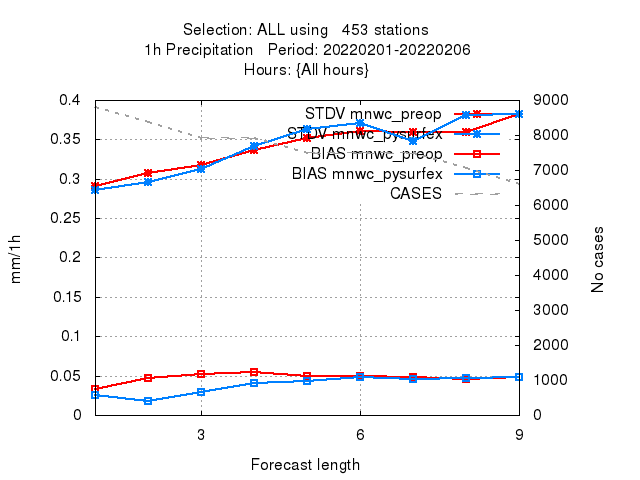 Selection: ALL using   453 stations
1h Precipitation   Period: 20220201-20220206
Hours: {All hours}
0.4
0.35
0.3
0.25
0.2
0.15
0.1
0.05
0
9000
8000
7000
6000
5000
4000
3000
2000
1000
0
STDV mnwc_preop
STDV mnwc_pysurfex
BIAS mnwc_preop
BIAS mnwc_pysurfex
CASES
mm/1h
No cases
3
6
9
Forecast length